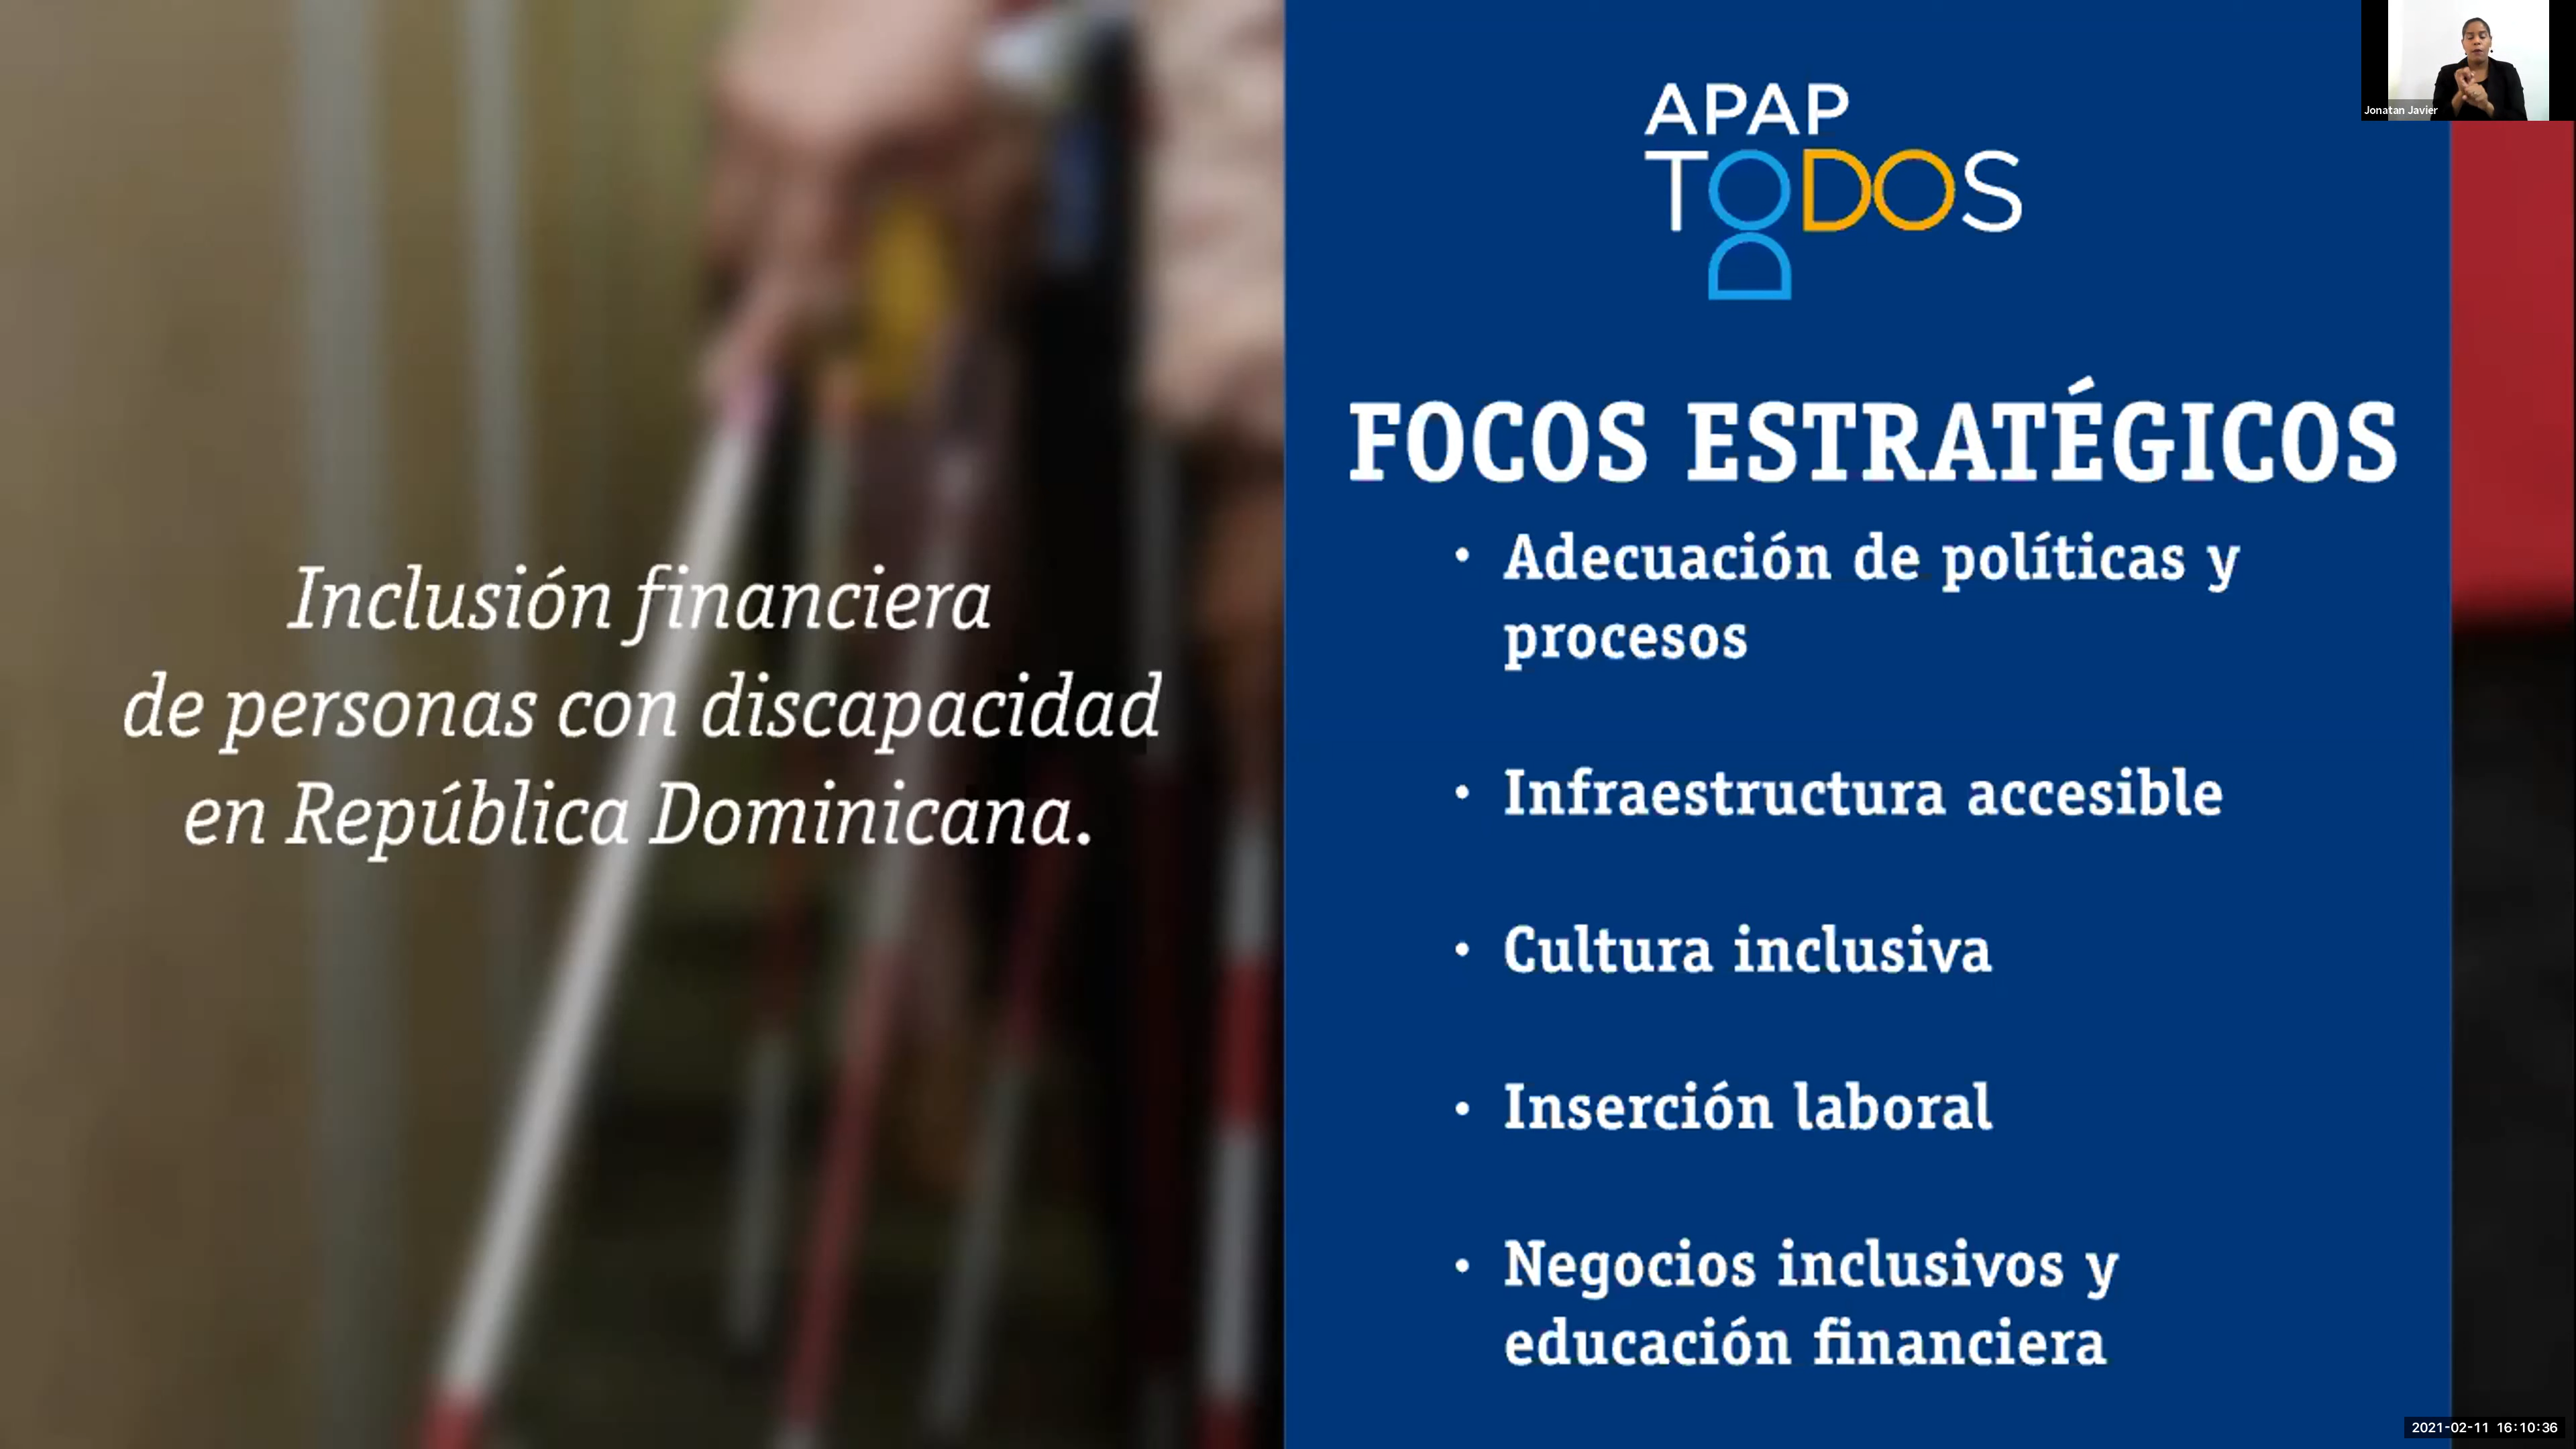 Jonatan Javier
APAP
TODOS
D
Inclusión financiera
de personas con discapacidad
en República Dominicana.
FOCOS ESTRATÉGICOS
• Adecuación de políticas y
procesos
• Infraestructura accesible
• Cultura inclusiva
• Inserción laboral
• Negocios inclusivos y
educación financiera
2021-02-11 16:10:36